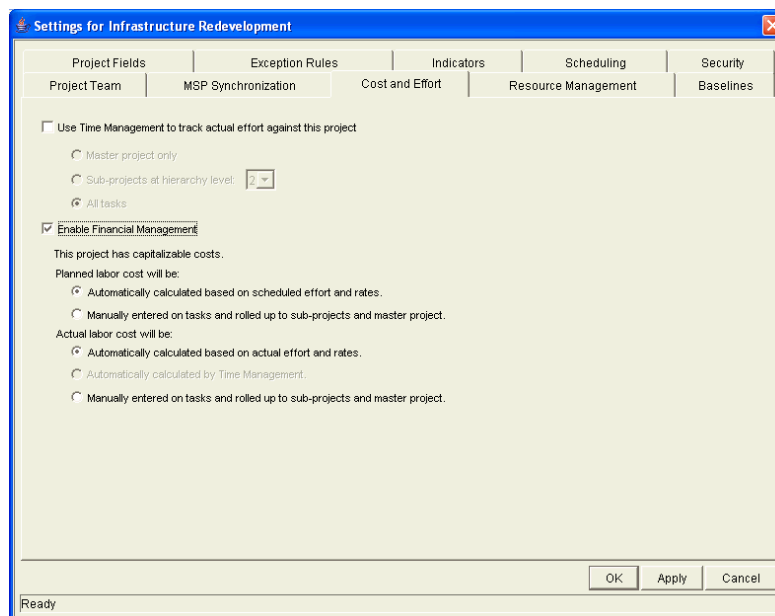 Settings for Infrastructure Redevelopment
Project Fields Exception Rules Indicators Scheduling Security
Project Team MSP Synchronization Cost and Effort Resource Management Baselines
Use Time Management to track actual effort against this project
Master project only
Sub-projects at hierarchy level: 2
All tasks
Enable Financial Management
This project has capitalizable costs.
Planned labor cost will be:
Automatically calculated based on scheduled effort and rates.
Manually entered on tasks and rolled up to sub-projects and master project.
Actual labor cost will be:
Automatically calculated based on actual effort and rates.
Automatically calculated by Time Management.
Manually entered on tasks and rolled up to sub-projects and master project.
OK Apply Cancel
Ready